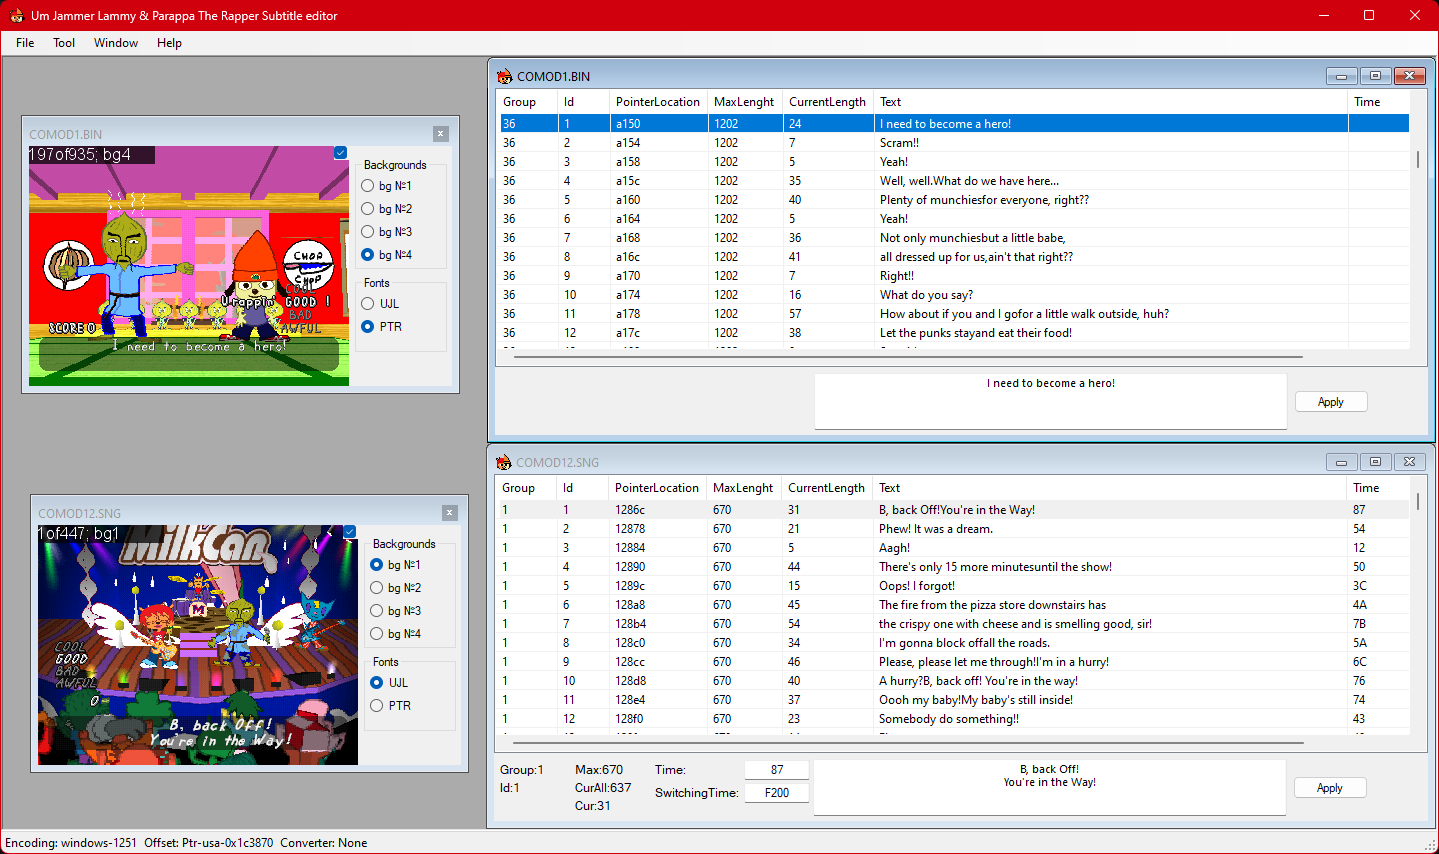 Um Jammer Lammy & Parappa The Rapper Subtitle editor
File Tool Window Help
COMOD1.BIN
197of935; bg4
CHOP
CHOP
U rappin'
COOL
GOOD !
BAD
AWFUL
SCORE 0
I need to become a hero!
Backgrounds
bg №1
bg №2
bg №3
bg №4
Fonts
UJL
PTR
COMOD1.BIN
Group Id PointerLocation MaxLenght CurrentLength Text Time
36 1 a150 1202 24 I need to become a hero!
36 2 a154 1202 7 Scram!!
36 3 a158 1202 5 Yeah!
36 4 a15c 1202 35 Well, well.What do we have here...
36 5 a160 1202 40 Plenty of munchiesfor everyone, right??
36 6 a164 1202 5 Yeah!
36 7 a168 1202 36 Not only munchiesbut a little babe,
36 8 a16c 1202 41 all dressed up for us,ain't that right??
36 9 a170 1202 7 Right!!
36 10 a174 1202 16 What do you say?
36 11 a178 1202 57 How about if you and I gofor a little walk outside, huh?
36 12 a17c 1202 38 Let the punks stayand eat their food!
I need to become a hero!
Apply
COMOD12.SNG
1of447; bg1
MilkCan
M
COOL
GOOD
BAD
AWFUL
0
B, back Off!
You're in the Way!
Backgrounds
bg №1
bg №2
bg №3
bg №4
Fonts
UJL
PTR
COMOD12.SNG
Group Id PointerLocation MaxLenght CurrentLength Text Time
1 1 1286c 670 31 B, back Off!You're in the Way! 87
1 2 12878 670 21 Phew! It was a dream. 54
1 3 12884 670 5 Aagh! 12
1 4 12890 670 44 There's only 15 more minutesuntil the show! 50
1 5 1289c 670 15 Oops! I forgot! 3C
1 6 128a8 670 45 The fire from the pizza store downstairs has 4A
1 7 128b4 670 54 the crispy one with cheese and is smelling good, sir! 7B
1 8 128c0 670 34 I'm gonna block offall the roads. 5A
1 9 128cc 670 46 Please, please let me through!I'm in a hurry! 6C
1 10 128d8 670 40 A hurry?B, back off! You're in the way! 76
1 11 128e4 670 37 Oooh my baby!My baby's still inside! 74
1 12 128f0 670 23 Somebody do something!! 43
Group:1 Max:670 Time: 87
Id:1 CurAll:637 SwitchingTime: F200
Cur:31
B, back Off!
You're in the Way!
Apply
Encoding: windows-1251 Offset: Ptr-usa-0x1c3870 Converter: None